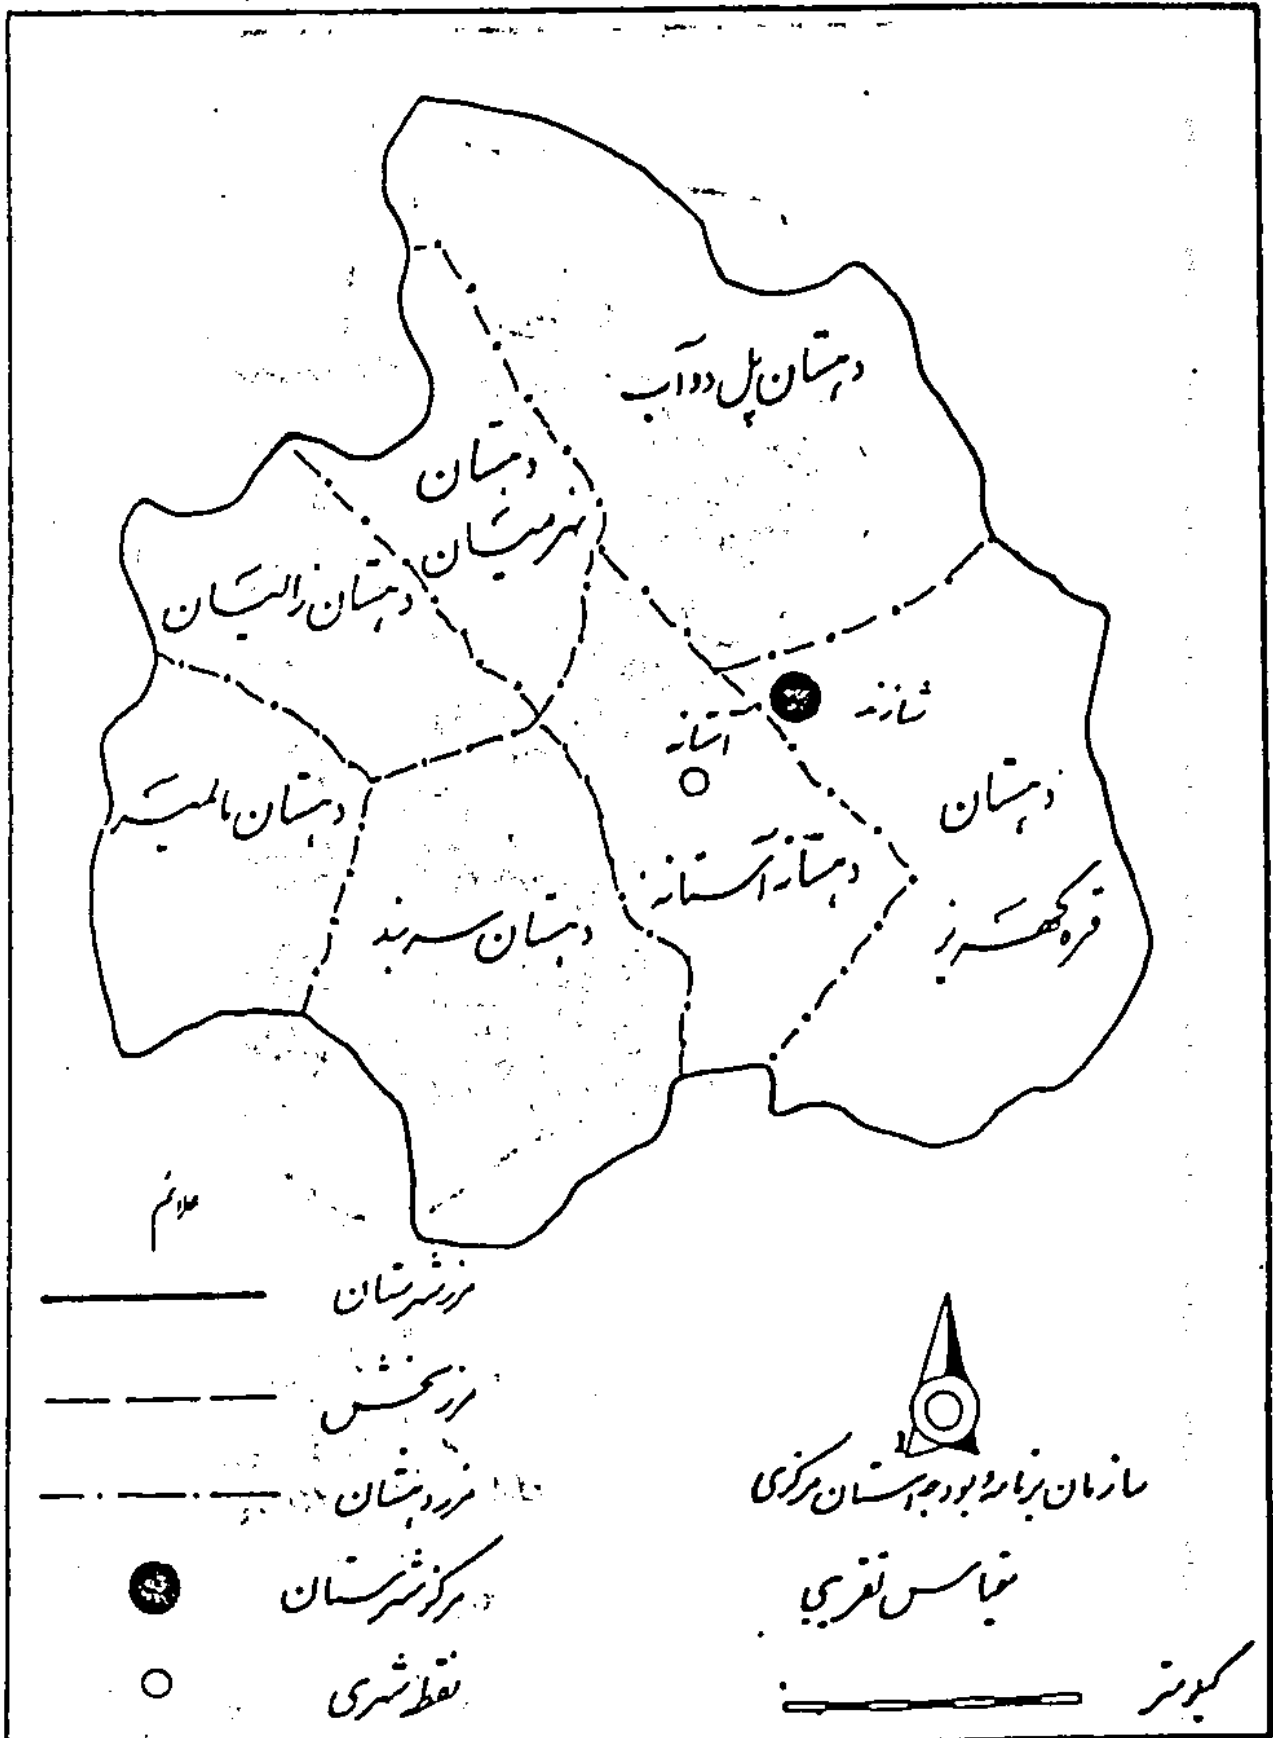 دهستان پل دوآب
دهستان
نهرمیان
دهستان زالیان
شازند
آستانه
دهستان
قره کهریز
دهستان مالمیر
دهستان آستانه
دهستان سربند
علائم
مرز شهرستان
مرز بخش
مرز دهستان
مرکز شهرستان
نقطه شهری
سازمان برنامه و بودجه استان مرکزی
مقیاس تقریبی
کیلومتر